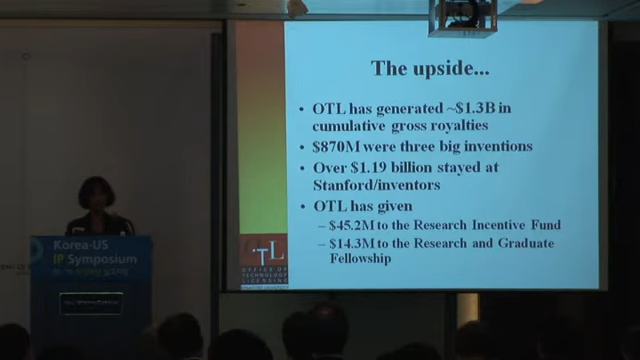 The upside...
• OTL has generated ~$1.3B in
cumulative gross royalties
• $870M were three big inventions
• Over $1.19 billion stayed at
Stanford/inventors
• OTL has given
– $45.2M to the Research Incentive Fund
– $14.3M to the Research and Graduate
Fellowship
OTL
OFFICE OF
TECHNOLOGY
LICENSING
Korea-US
IP Symposium